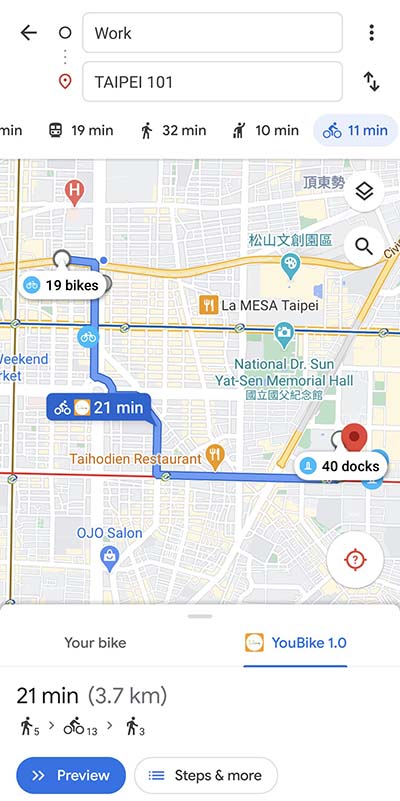 Work
TAIPEI 101
min
19 min
32 min
10 min
11 min
H
頂東勢
松山文創園區
Civic
19 bikes
La MESA Taipei
Weekend
rket
National Dr. Sun
Yat-Sen Memorial Hall
國立國父紀念館
21 min
Taihodien Restaurant
40 docks
OJO Salon
Your bike
YouBike 1.0
21 min (3.7 km)
5 > 13 > 3
Preview
Steps & more